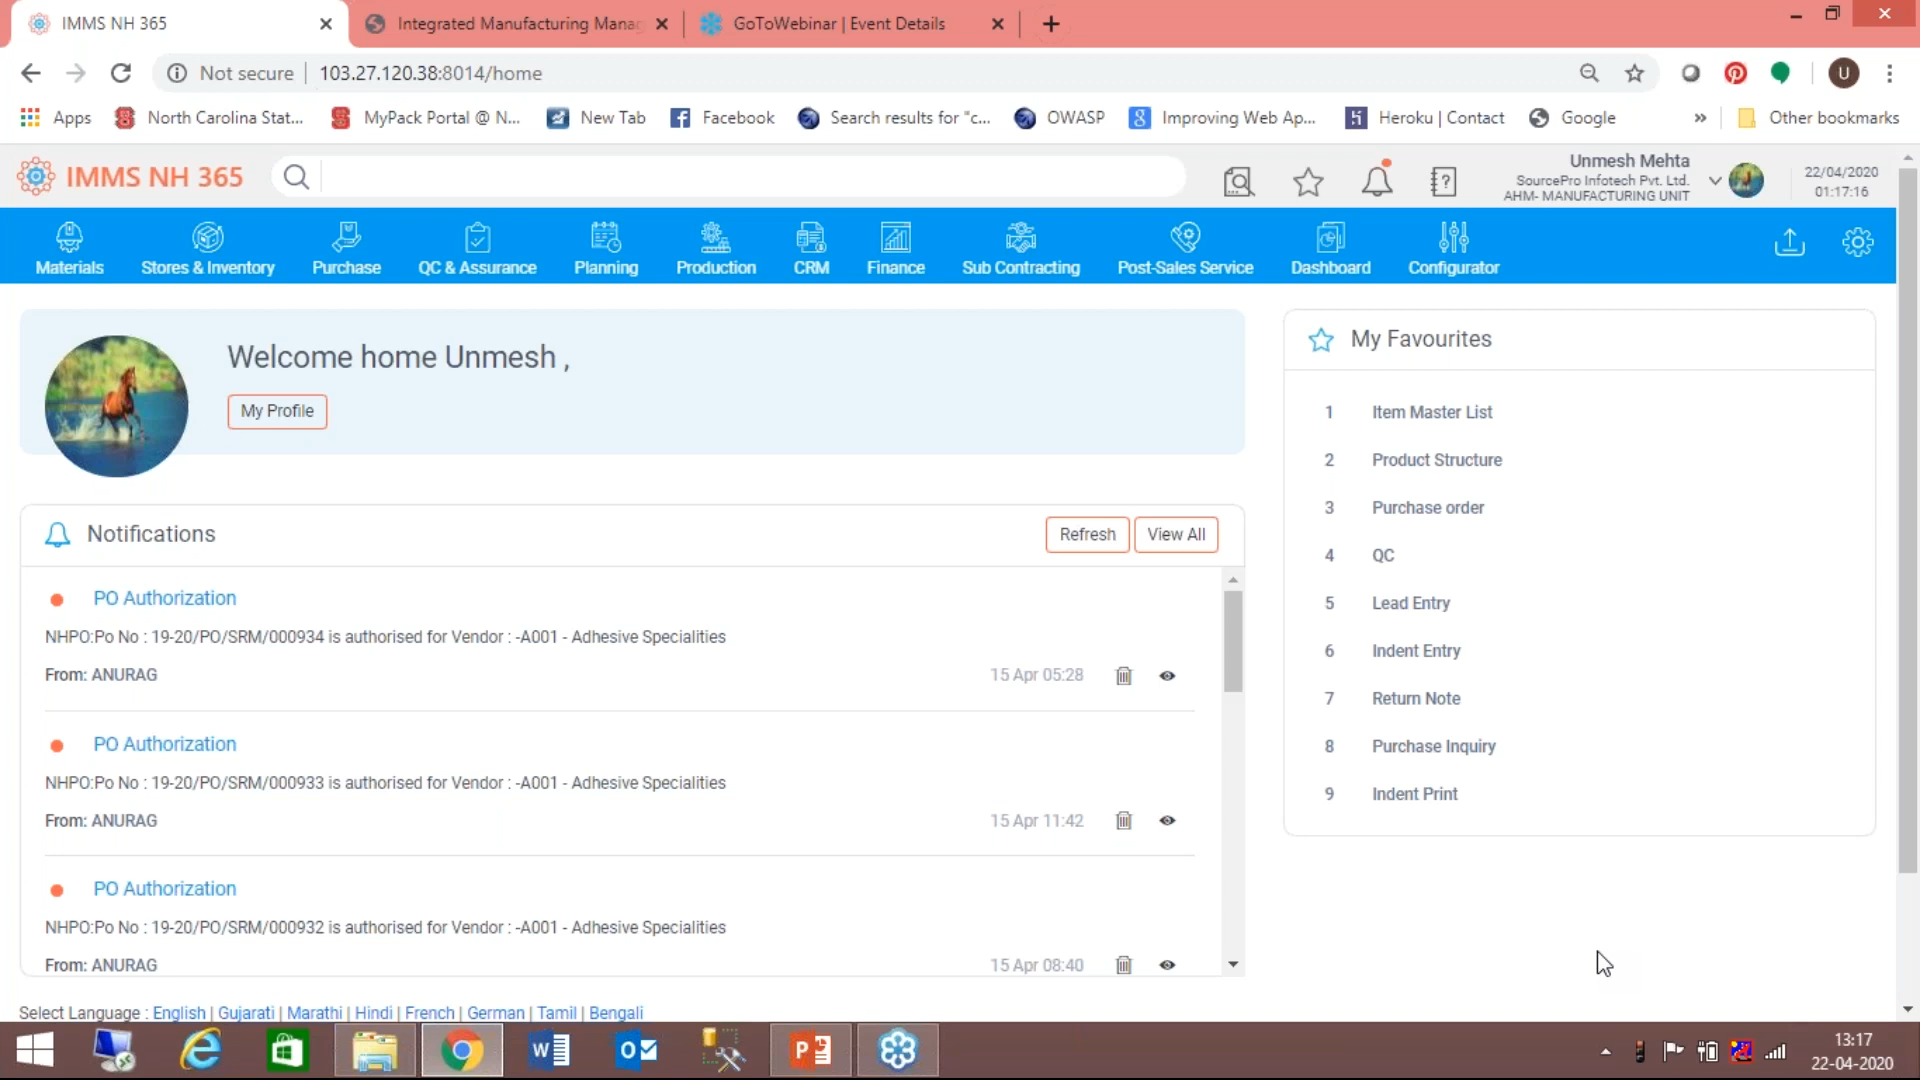 IMMS NH 365
Integrated Manufacturing Manag
GoToWebinar | Event Details
Not secure
103.27.120.38:8014/home
U
Apps
North Carolina Stat...
MyPack Portal @ N...
New Tab
Facebook
Search results for "c...
OWASP
Improving Web Ap...
Heroku | Contact
Google
»
Other bookmarks
IMMS NH 365
Unmesh Mehta
SourcePro Infotech Pvt. Ltd.
AHM- MANUFACTURING UNIT
22/04/2020
01:17:16
Materials
Stores & Inventory
Purchase
QC & Assurance
Planning
Production
CRM
Finance
Sub Contracting
Post-Sales Service
Dashboard
Configurator
Welcome home Unmesh ,
My Profile
Notifications
Refresh
View All
PO Authorization
NHPO:Po No : 19-20/PO/SRM/000934 is authorised for Vendor : -A001 - Adhesive Specialities
From: ANURAG
15 Apr 05:28
PO Authorization
NHPO:Po No : 19-20/PO/SRM/000933 is authorised for Vendor : -A001 - Adhesive Specialities
From: ANURAG
15 Apr 11:42
PO Authorization
NHPO:Po No : 19-20/PO/SRM/000932 is authorised for Vendor : -A001 - Adhesive Specialities
From: ANURAG
15 Apr 08:40
My Favourites
1 Item Master List
2 Product Structure
3 Purchase order
4 QC
5 Lead Entry
6 Indent Entry
7 Return Note
8 Purchase Inquiry
9 Indent Print
Select Language : English | Gujarati | Marathi | Hindi | French | German | Tamil | Bengali
13:17
22-04-2020